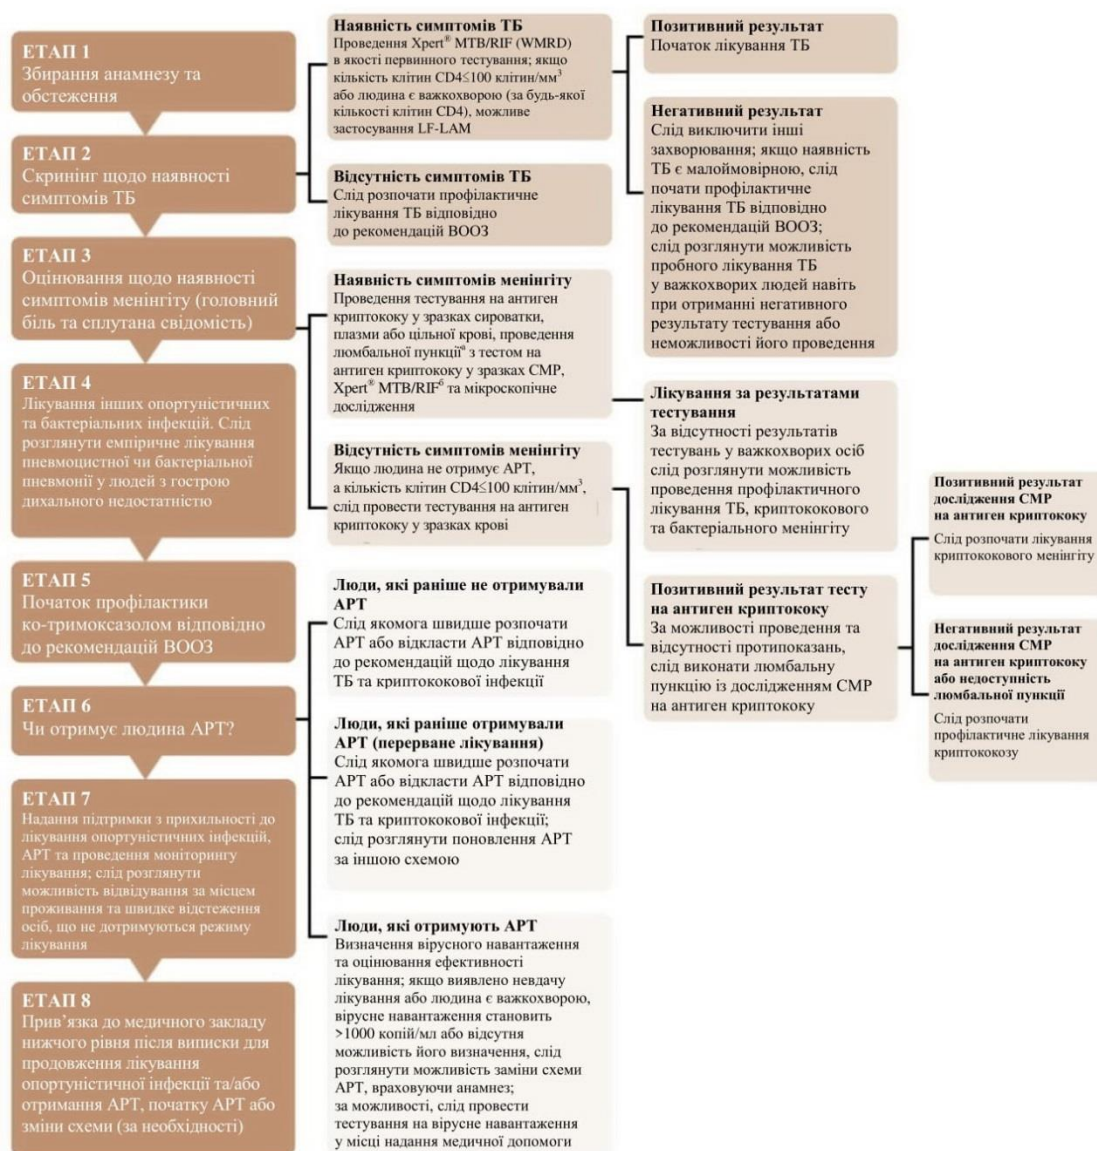 ЕТАП 1
Збирання анамнезу та
обстеження
ЕТАП 2
Скринінг щодо наявності
симптомів ТБ
ЕТАП 3
Оцінювання щодо наявності
симптомів менінгіту (головний
біль та сплутана свідомість)
ЕТАП 4
Лікування інших опортуністичних
та бактеріальних інфекцій. Слід
розглянути емпіричне лікування
пневмоцистної чи бактеріальної
пневмонії у людей з гострою
дихального недостатністю
ЕТАП 5
Початок профілактики
ко-тримоксазолом відповідно
до рекомендацій ВООЗ
ЕТАП 6
Чи отримує людина АРТ?
ЕТАП 7
Надання підтримки з прихильності до
лікування опортуністичних інфекцій,
АРТ та проведення моніторингу
лікування; слід розглянути
можливість відвідування за місцем
проживання та швидке відстеження
осіб, що не дотримуються режиму
лікування
ЕТАП 8
Прив’язка до медичного закладу
нижчого рівня після виписки для
продовження лікування
опортуністичної інфекції та/або
отримання АРТ, початку АРТ або
зміни схеми (за необхідності)
Наявність симптомів ТБ
Проведення Xpert® MTB/RIF (WMRD)
в якості первинного тестування; якщо
кількість клітин CD4≤100 клітин/мм³
або людина є важкохворою (за будь-якої
кількості клітин CD4), можливе
застосування LF-LAM
Відсутність симптомів ТБ
Слід розпочати профілактичне
лікування ТБ відповідно
до рекомендацій ВООЗ
Наявність симптомів менінгіту
Проведення тестування на антиген
криптококу у зразках сироватки,
плазми або цільної крові, проведення
люмбальної пункціїᵃ з тестом на
антиген криптококу у зразках СМР,
Xpert® MTB/RIFᵇ та мікроскопічне
дослідження
Відсутність симптомів менінгіту
Якщо людина не отримує АРТ,
а кількість клітин CD4≤100 клітин/мм³,
слід провести тестування на антиген
криптококу у зразках крові
Люди, які раніше не отримували
АРТ
Слід якомога швидше розпочати
АРТ або відкласти АРТ відповідно
до рекомендацій щодо лікування
ТБ та криптококової інфекції
Люди, які раніше отримували
АРТ (перерване лікування)
Слід якомога швидше розпочати
АРТ або відкласти АРТ відповідно
до рекомендацій щодо лікування
ТБ та криптококової інфекції;
слід розглянути поновлення АРТ
за іншою схемою
Люди, які отримують АРТ
Визначення вірусного навантаження
та оцінювання ефективності
лікування; якщо виявлено невдачу
лікування або людина є важкохворою,
вірусне навантаження становить
>1000 копій/мл або відсутня
можливість його визначення, слід
розглянути можливість заміни схеми
АРТ, враховуючи анамнез;
за можливості, слід провести
тестування на вірусне навантаження
у місці надання медичної допомоги
Позитивний результат
Початок лікування ТБ
Негативний результат
Слід виключити інші
захворювання; якщо наявність
ТБ є малоймовірною, слід
почати профілактичне
лікування ТБ відповідно
до рекомендацій ВООЗ;
слід розглянути можливість
пробного лікування ТБ
у важкохворих людей навіть
при отриманні негативного
результату тестування або
неможливості його проведення
Лікування за результатами
тестування
За відсутності результатів
тестувань у важкохворих осіб
слід розглянути можливість
проведення профілактичного
лікування ТБ, криптококового
та бактеріального менінгіту
Позитивний результат тесту
на антиген криптококу
За можливості проведення та
відсутності протипоказань,
слід виконати люмбальну
пункцію із дослідженням СМР
на антиген криптококу
Позитивний результат
дослідження СМР
на антиген криптококу
Слід розпочати лікування
криптококового менінгіту
Негативний результат
дослідження СМР
на антиген криптококу
або недоступність
люмбальної пункції
Слід розпочати
профілактичне лікування
криптококозу